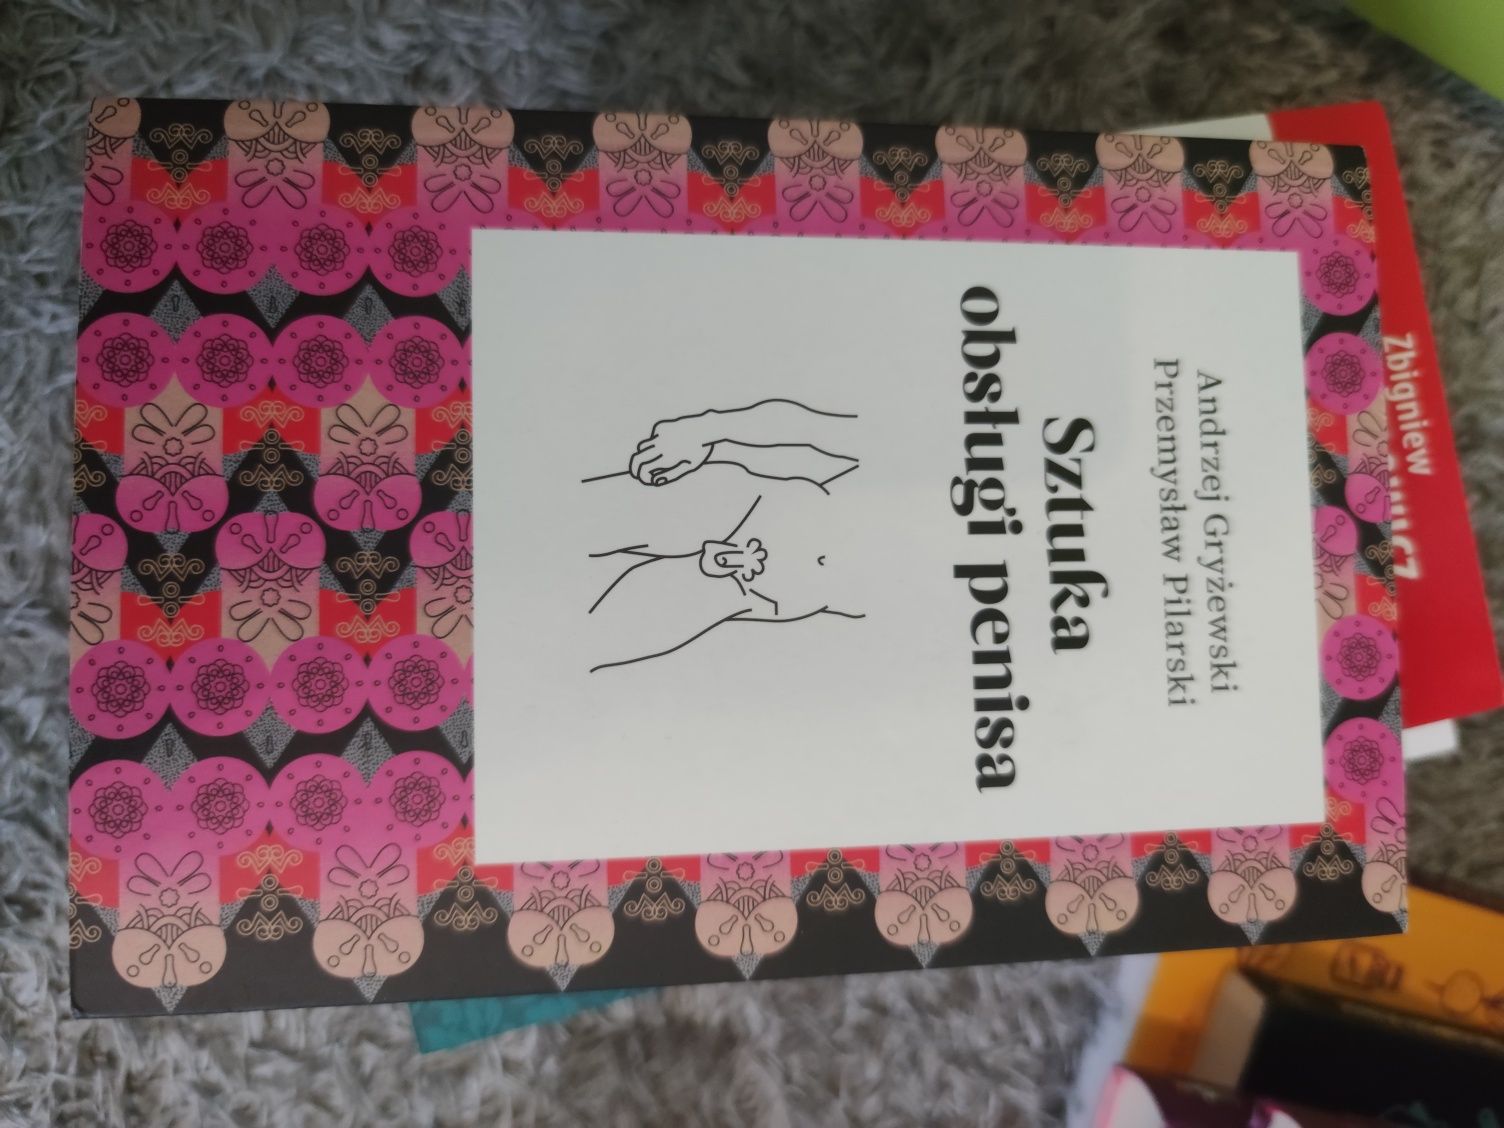 Andrzej Gryżewski
Przemysław Pilarski
Sztuka
obsługi penisa
Zbigniew